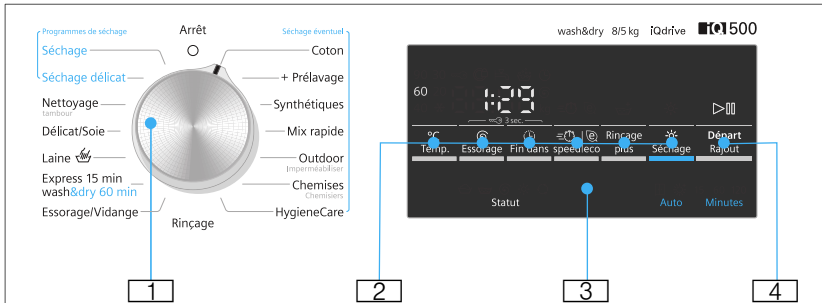 wash&dry 8/5 kg iQdrive iQ500
Programmes de séchage
Arrêt
Séchage éventuel
Séchage
Coton
Séchage délicat
+ Prélavage
Nettoyage
tambour
Synthétiques
Délicat/Soie
Mix rapide
Laine
Outdoor
Imperméabiliser
Express 15 min
wash&dry 60 min
Chemises
Chemisiers
Essorage/Vidange
HygieneCare
Rinçage
60
1:29
3 sec.
°C
Temp.
Essorage
Fin dans
speed|eco
Rinçage
plus
Séchage
Départ
Rajout
Statut
Auto
Minutes
1
2
3
4